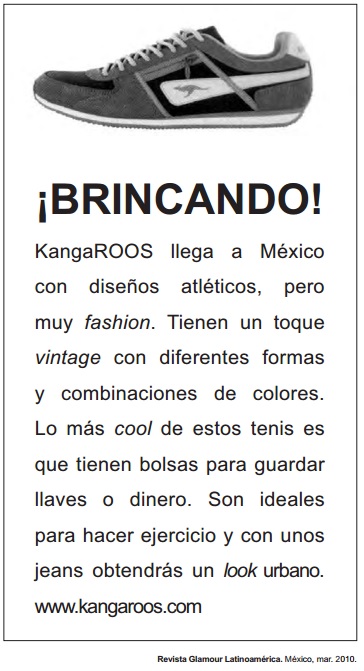 ¡BRINCANDO!
KangaROOS llega a México
con diseños atléticos, pero
muy fashion. Tienen un toque
vintage con diferentes formas
y combinaciones de colores.
Lo más cool de estos tenis es
que tienen bolsas para guardar
llaves o dinero. Son ideales
para hacer ejercicio y con unos
jeans obtendrás un look urbano.
www.kangaroos.com
Revista Glamour Latinoamérica. México, mar. 2010.